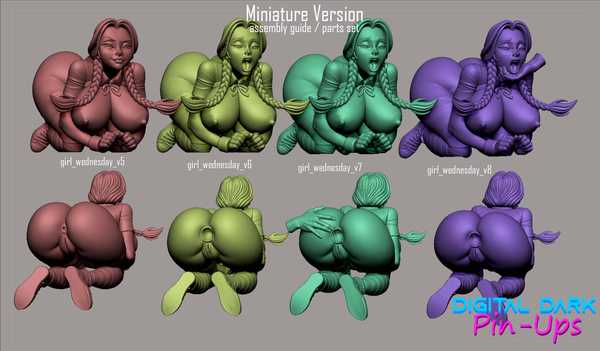 Miniature Version
assembly guide / parts set
girl_wednesday_v5
girl_wednesday_v6
girl_wednesday_v7
girl_wednesday_v8
DIGITAL DARK
Pin-Ups